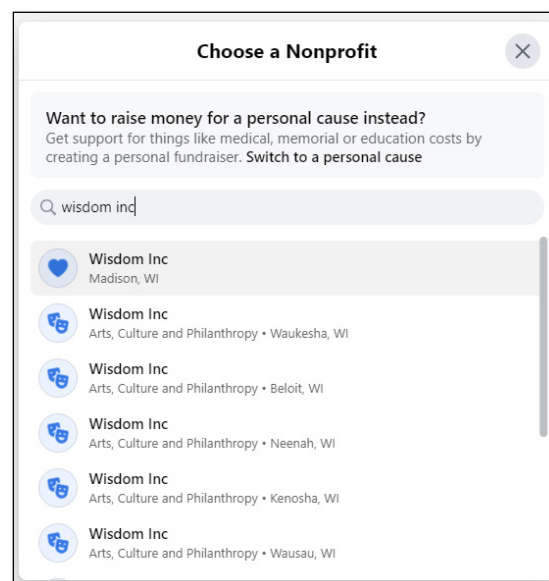 Choose a Nonprofit
Want to raise money for a personal cause instead?
Get support for things like medical, memorial or education costs by
creating a personal fundraiser. Switch to a personal cause
wisdom inc
Wisdom Inc
Madison, WI
Wisdom Inc
Arts, Culture and Philanthropy • Waukesha, WI
Wisdom Inc
Arts, Culture and Philanthropy • Beloit, WI
Wisdom Inc
Arts, Culture and Philanthropy • Neenah, WI
Wisdom Inc
Arts, Culture and Philanthropy • Kenosha, WI
Wisdom Inc
Arts, Culture and Philanthropy • Wausau, WI